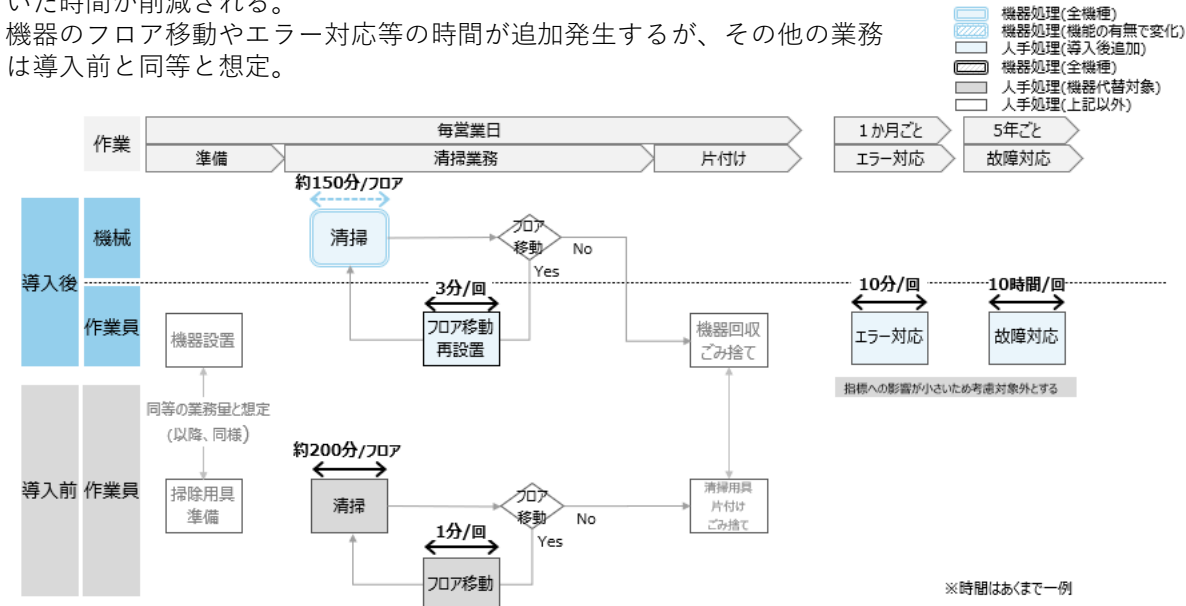 いた時間が削減される。
機器のフロア移動やエラー対応等の時間が追加発生するが、その他の業務
は導入前と同等と想定。
機器処理(全機種)
機器処理(機能の有無で変化)
人手処理(導入後追加)
機器処理(全機種)
人手処理(機器代替対象)
人手処理(上記以外)
作業
毎営業日
1か月ごと
5年ごと
準備
清掃業務
片付け
エラー対応
故障対応
約150分/フロア
導入後
機械
清掃
フロア
移動
No
Yes
3分/回
10分/回
10時間/回
作業員
機器設置
フロア移動
再設置
機器回収
ごみ捨て
エラー対応
故障対応
指標への影響が小さいため考慮対象外とする
同等の業務量と想定
(以降、同様)
約200分/フロア
導入前
作業員
掃除用具
準備
清掃
フロア
移動
No
Yes
清掃用具
片付け
ごみ捨て
1分/回
フロア移動
※時間はあくまで一例